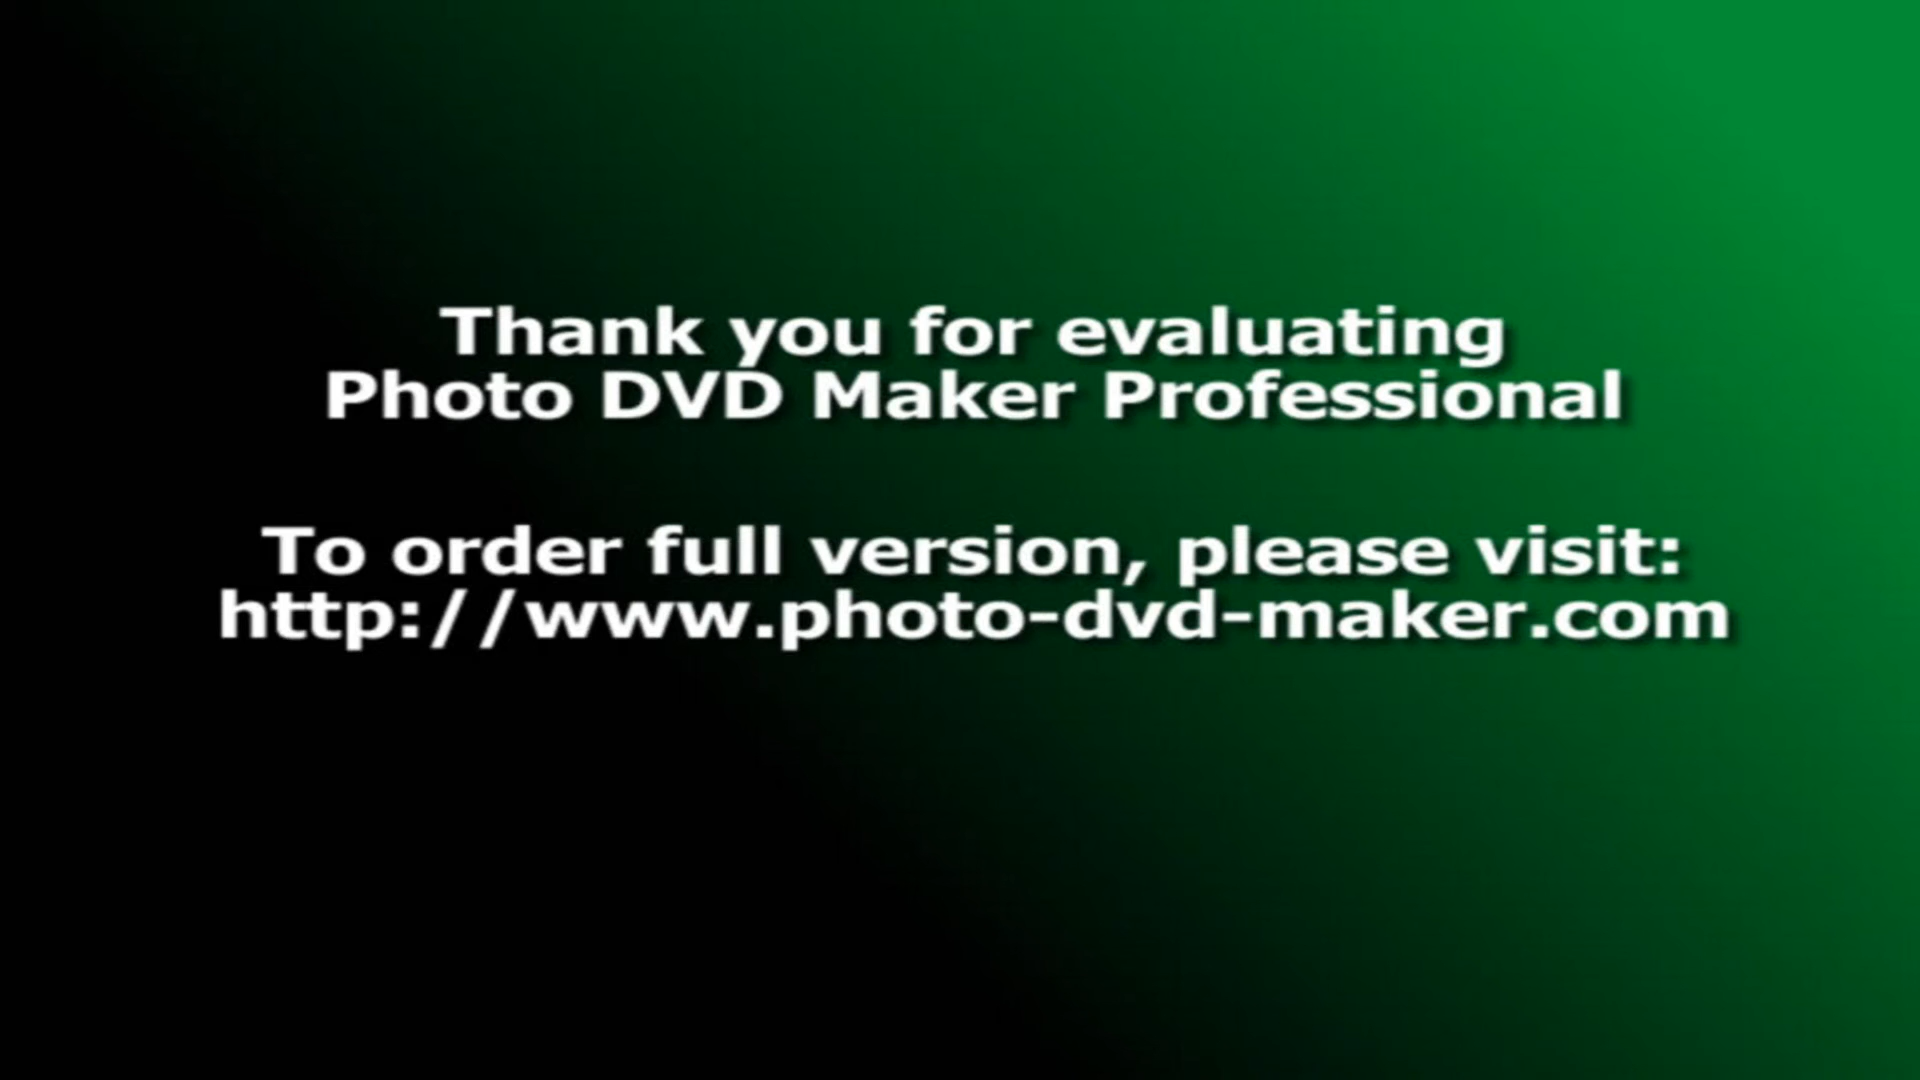 Thank you for evaluating
Photo DVD Maker Professional
To order full version, please visit:
http://www.photo-dvd-maker.com